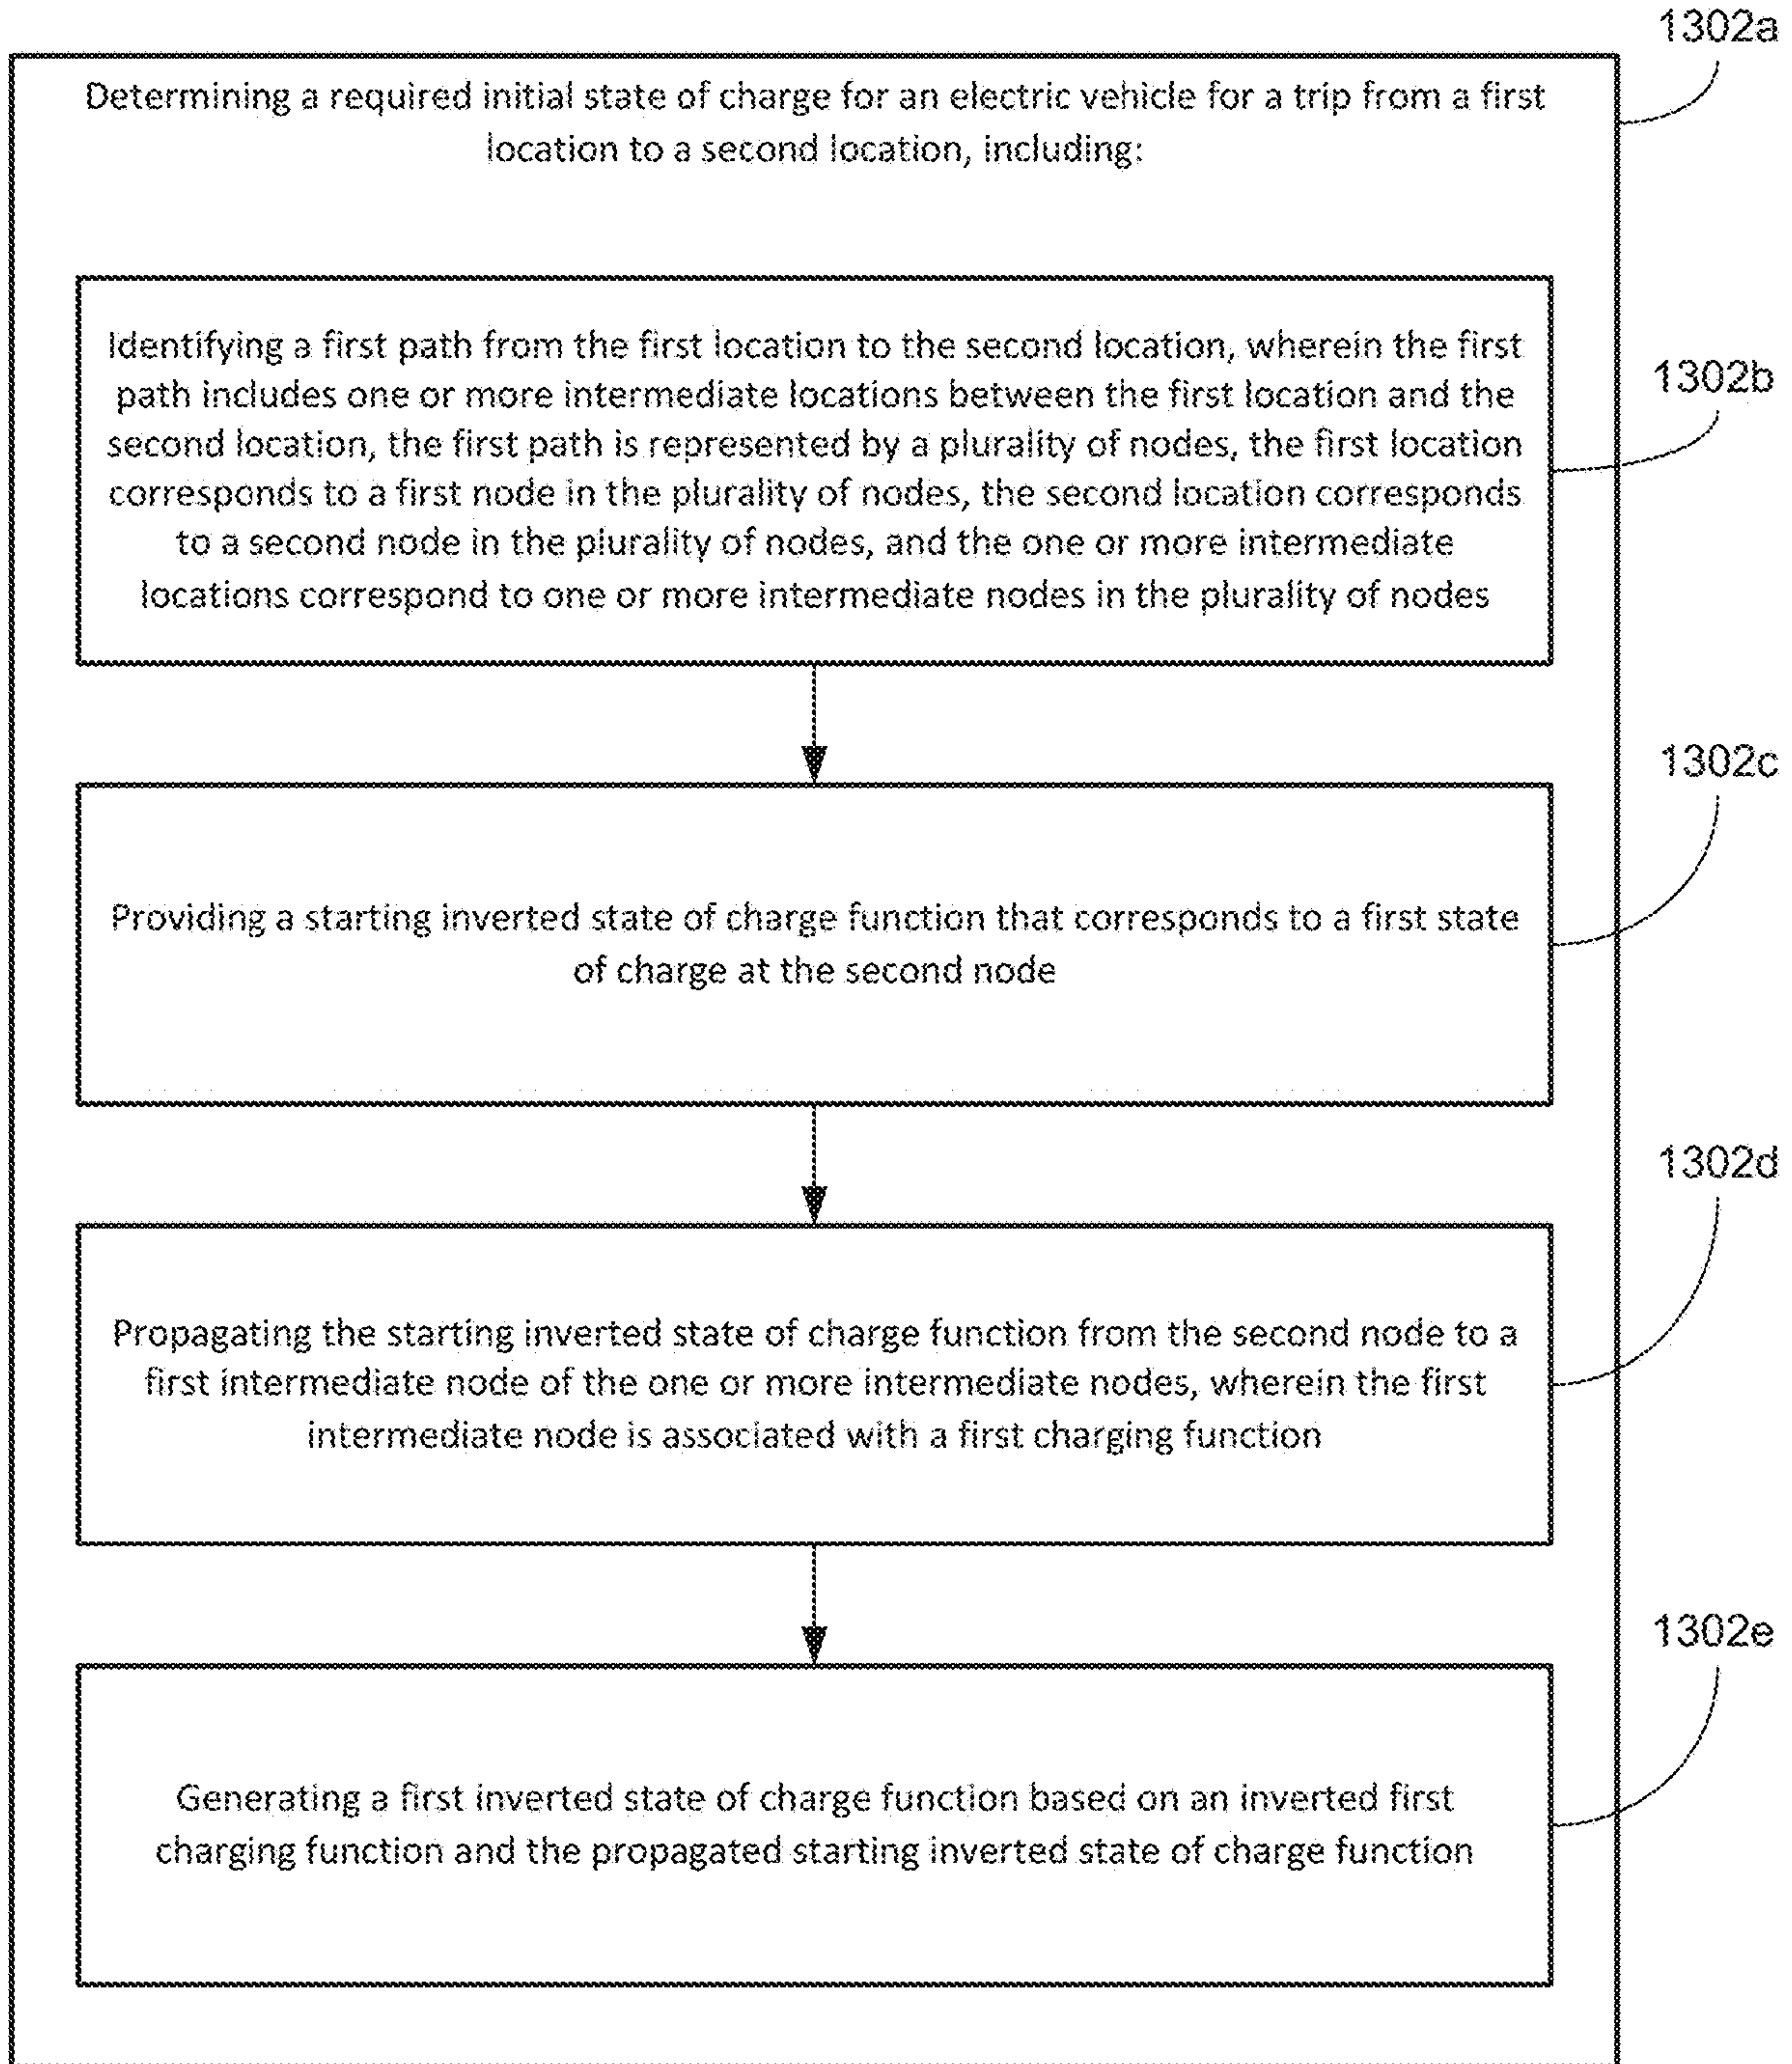 1302a
Determining a required initial state of charge for an electric vehicle for a trip from a first
location to a second location, including:
Identifying a first path from the first location to the second location, wherein the first
path includes one or more intermediate locations between the first location and the
second location, the first path is represented by a plurality of nodes, the first location
corresponds to a first node in the plurality of nodes, the second location corresponds
to a second node in the plurality of nodes, and the one or more intermediate
locations correspond to one or more intermediate nodes in the plurality of nodes
1302b
1302c
Providing a starting inverted state of charge function that corresponds to a first state
of charge at the second node
1302d
Propagating the starting inverted state of charge function from the second node to a
first intermediate node of the one or more intermediate nodes, wherein the first
intermediate node is associated with a first charging function
1302e
Generating a first inverted state of charge function based on an inverted first
charging function and the propagated starting inverted state of charge function